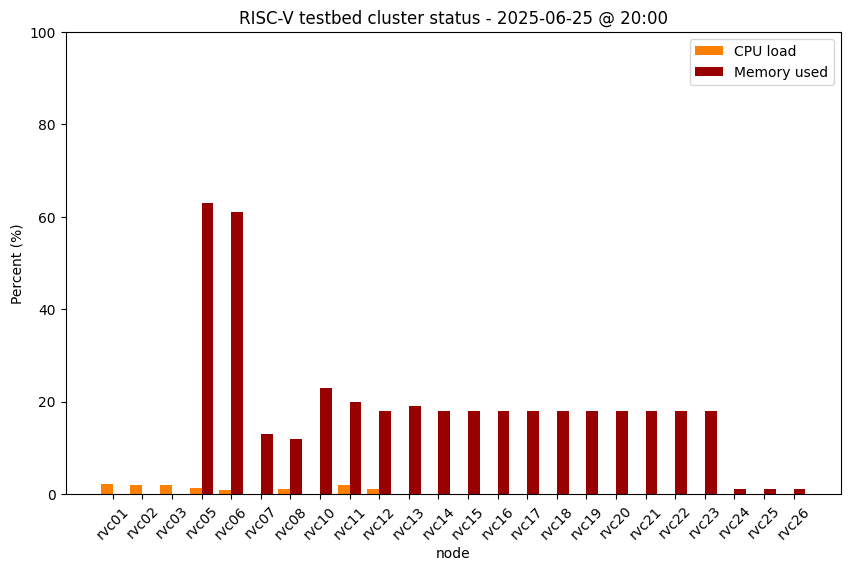 RISC-V testbed cluster status - 2025-06-25 @ 20:00
CPU load
Memory used
Percent (%)
100
80
60
40
20
0
rvc01
rvc02
rvc03
rvc05
rvc06
rvc07
rvc08
rvc10
rvc11
rvc12
rvc13
rvc14
rvc15
rvc16
rvc17
rvc18
rvc19
rvc20
rvc21
rvc22
rvc23
rvc24
rvc25
rvc26
node